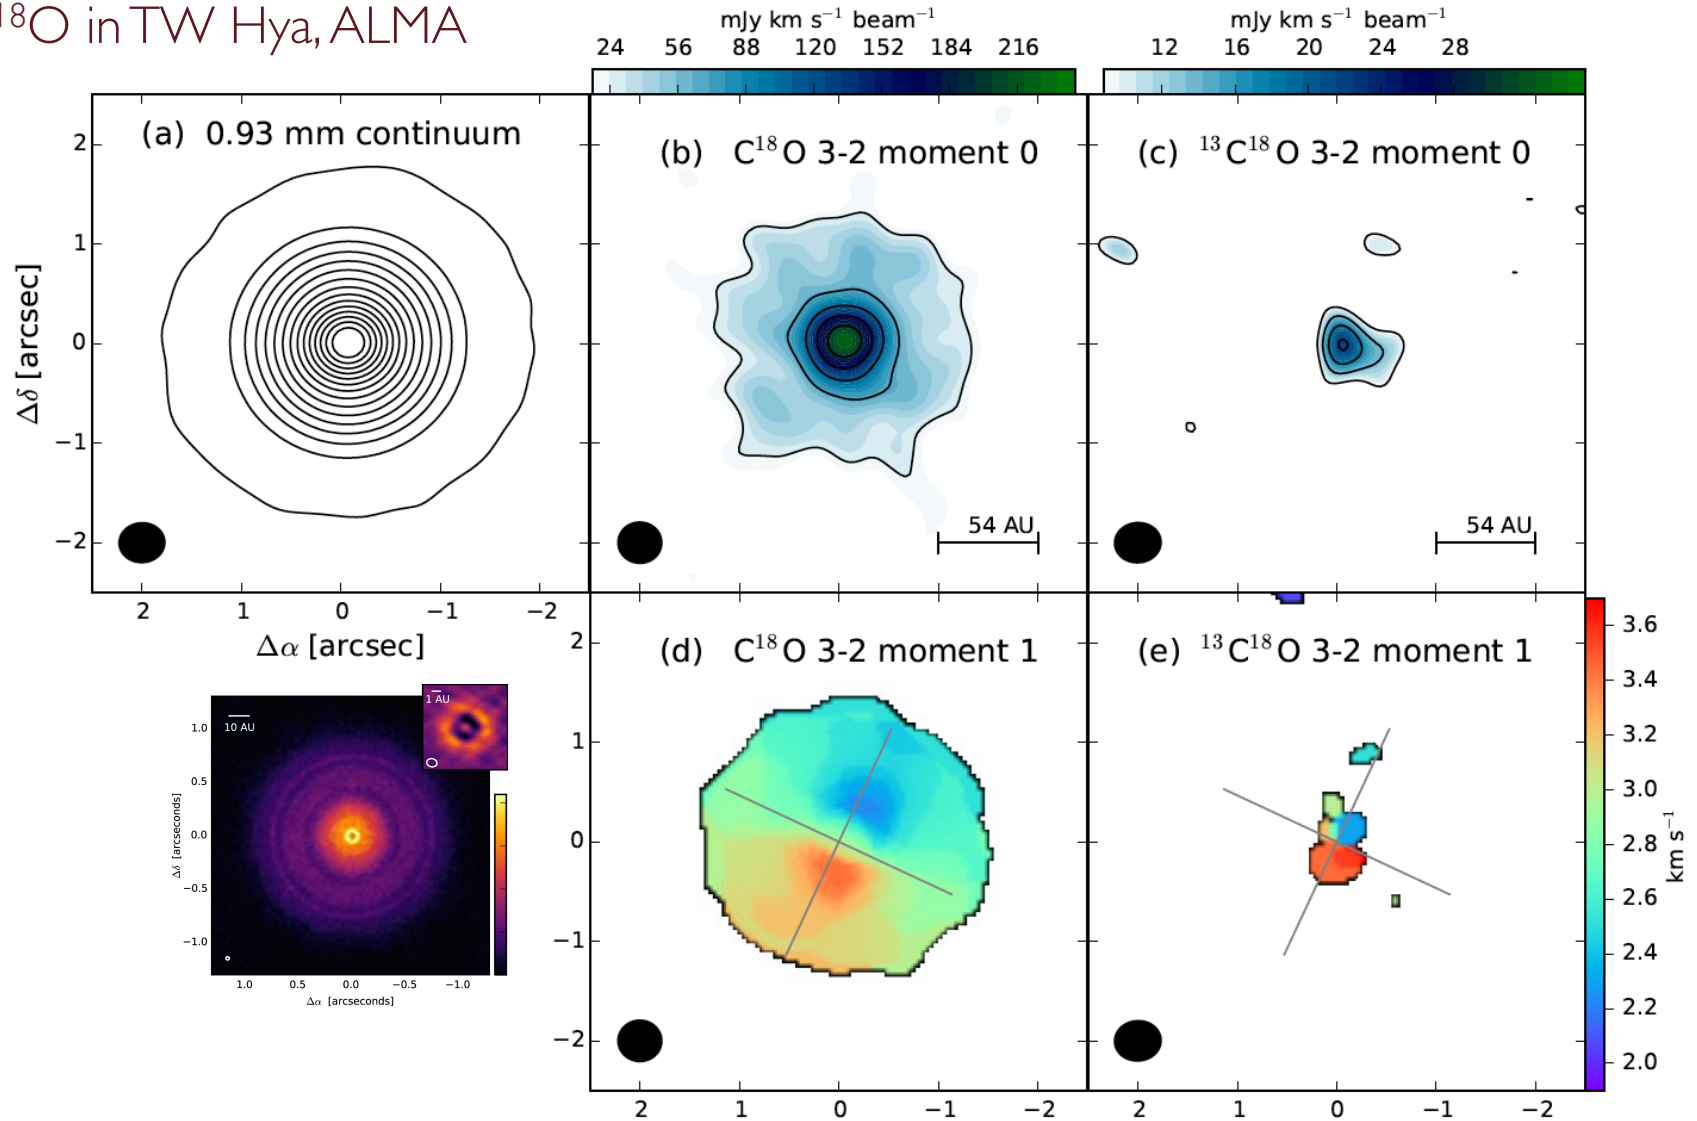 ¹⁸O in TW Hya, ALMA
mJy km s⁻¹ beam⁻¹
24 56 88 120 152 184 216
mJy km s⁻¹ beam⁻¹
12 16 20 24 28
(a) 0.93 mm continuum
2
1
0
−1
−2
Δδ [arcsec]
2 1 0 −1 −2
Δα [arcsec]
(b) C¹⁸O 3-2 moment 0
54 AU
(c) ¹³C¹⁸O 3-2 moment 0
54 AU
1 AU
10 AU
1.0
0.5
0.0
−0.5
−1.0
Δδ [arcseconds]
1.0 0.5 0.0 −0.5 −1.0
Δα [arcseconds]
(d) C¹⁸O 3-2 moment 1
2
1
0
−1
−2
2 1 0 −1 −2
(e) ¹³C¹⁸O 3-2 moment 1
2 1 0 −1 −2
3.6
3.4
3.2
3.0
2.8
2.6
2.4
2.2
2.0
km s⁻¹